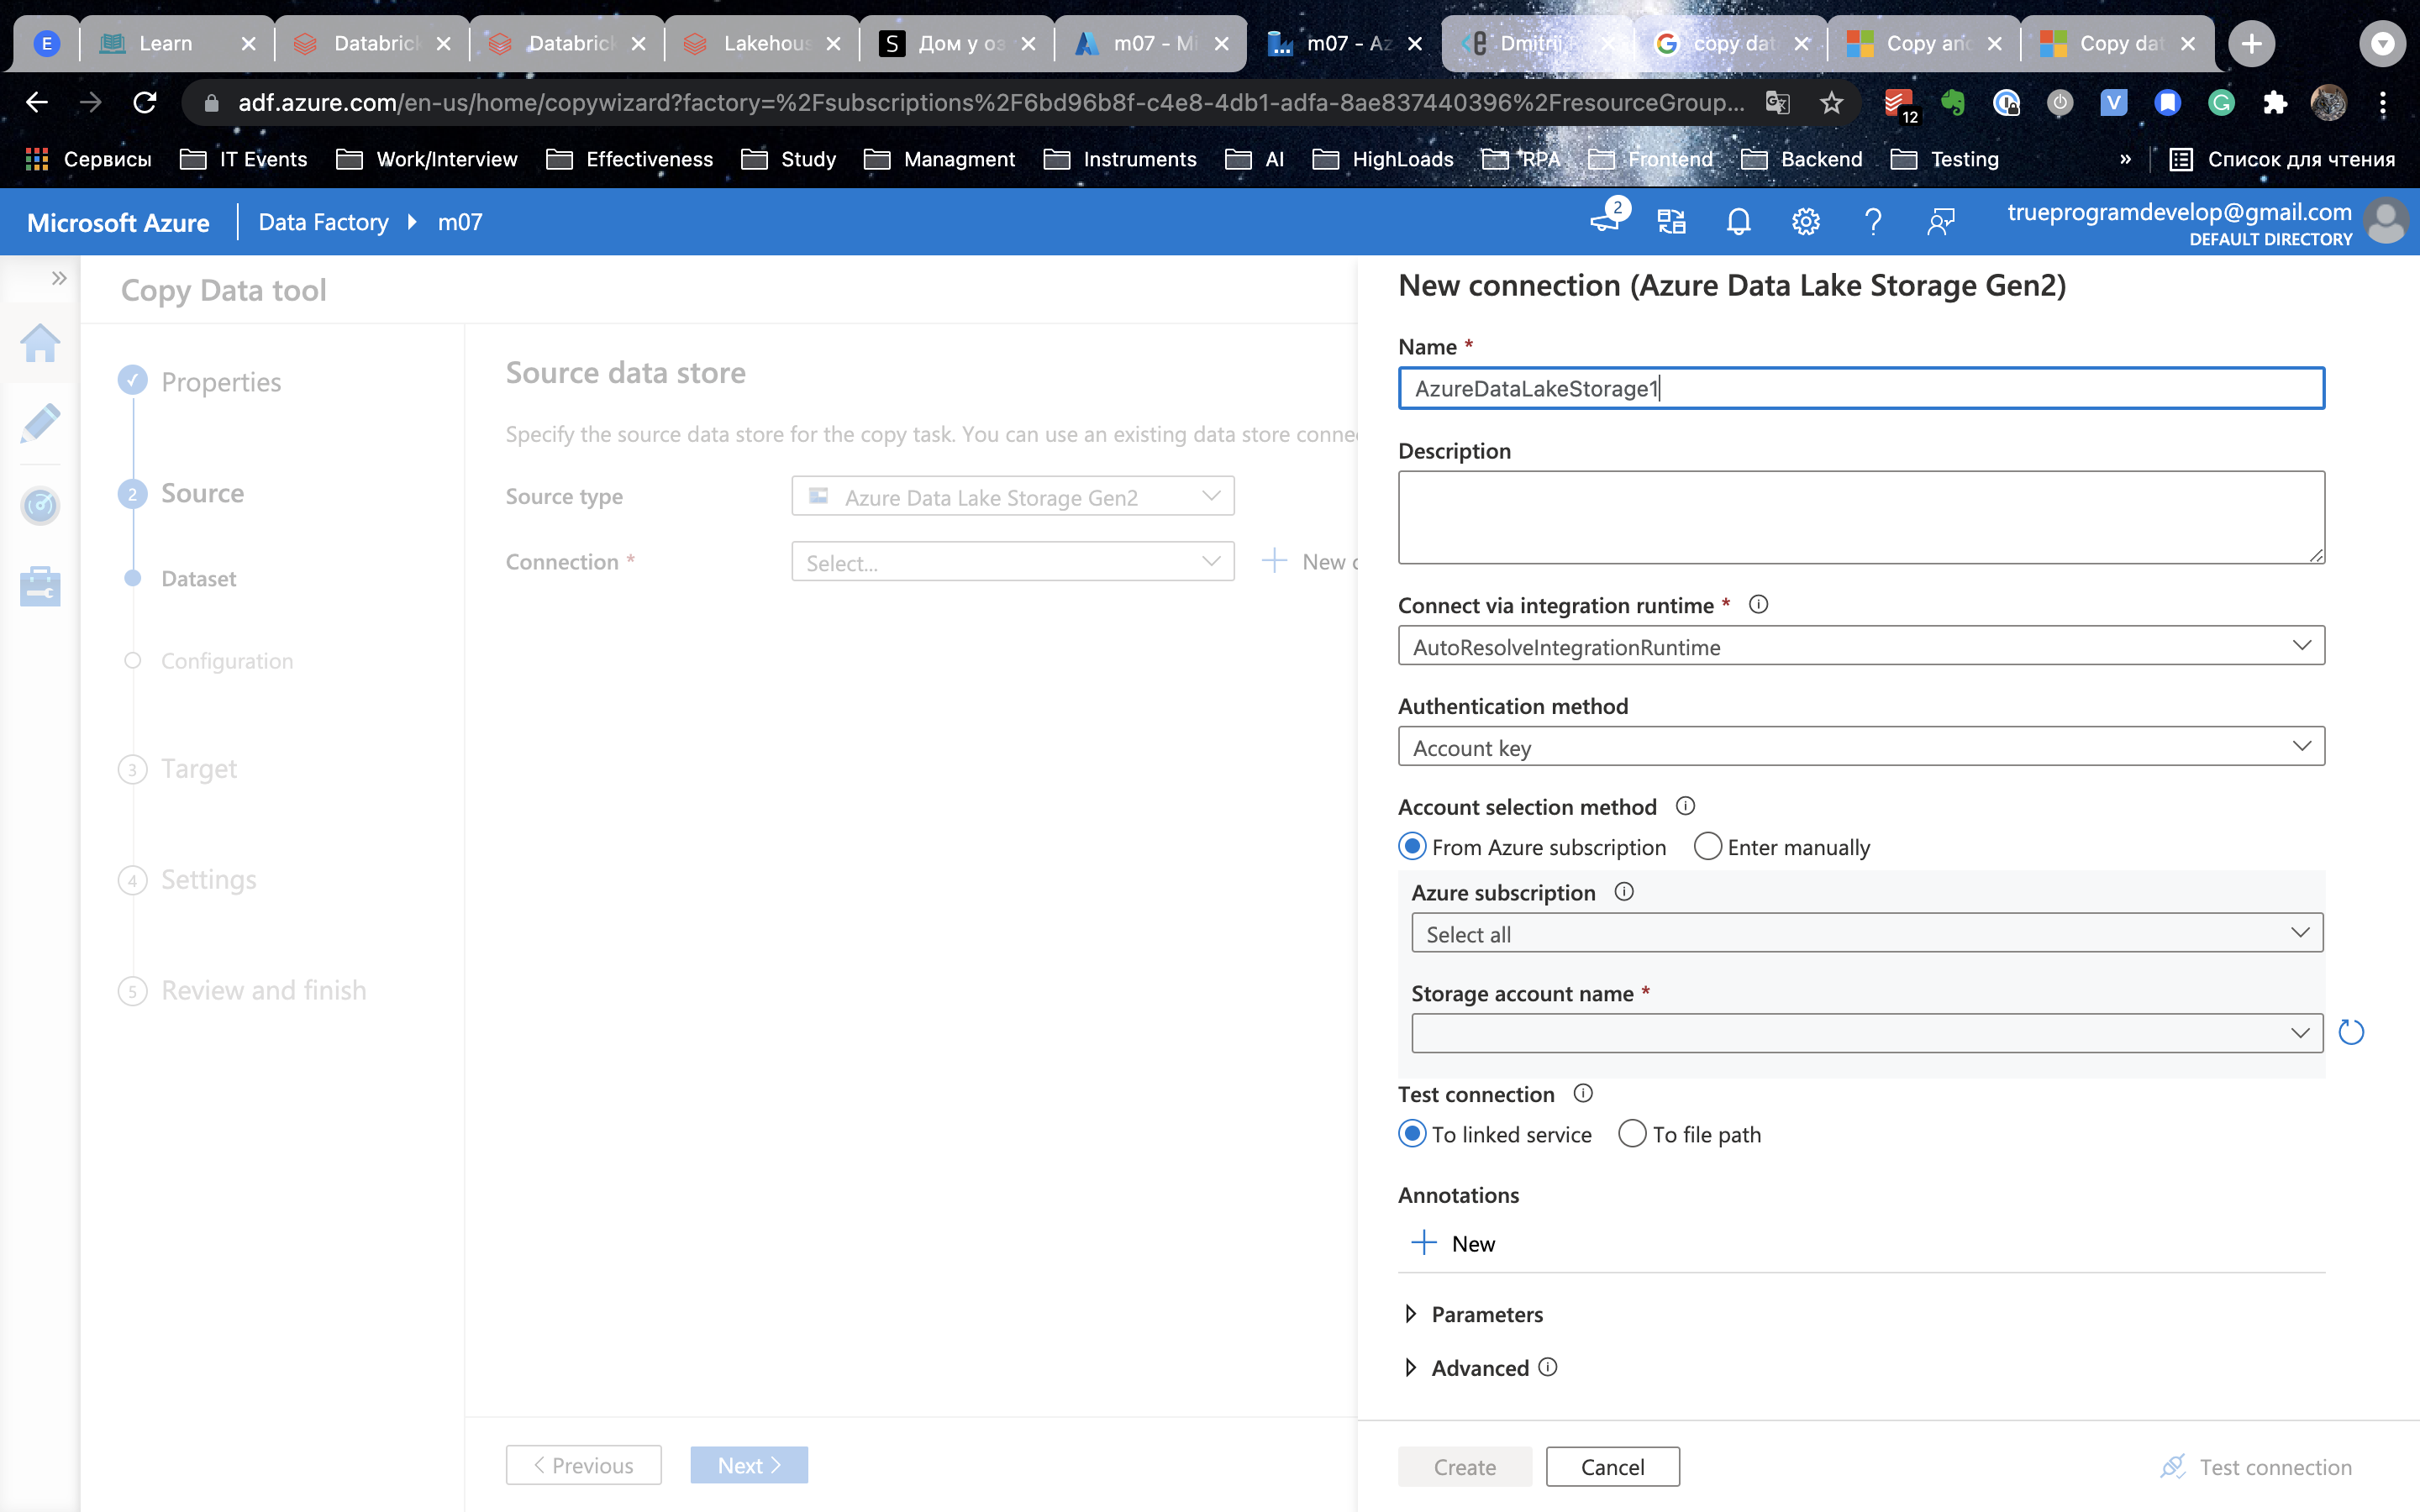 E
Learn
Databric
Databric
Lakehous
S
Дом у оз
m07 - Mi
m07 - Az
Dmitrij
copy dat
Copy and
Copy dat
adf.azure.com/en-us/home/copywizard?factory=%2Fsubscriptions%2F6bd96b8f-c4e8-4db1-adfa-8ae837440396%2FresourceGroup...
12
V
G
Сервисы
IT Events
Work/Interview
Effectiveness
Study
Managment
Instruments
AI
HighLoads
RPA
Frontend
Backend
Testing
»
Список для чтения
Microsoft Azure
Data Factory
m07
2
trueprogramdevelop@gmail.com
DEFAULT DIRECTORY
Copy Data tool
Properties
2 Source
Dataset
Configuration
3 Target
4 Settings
5 Review and finish
Source data store
Specify the source data store for the copy task. You can use an existing data store conne
Source type
Azure Data Lake Storage Gen2
Connection *
Select...
New c
Previous
Next
New connection (Azure Data Lake Storage Gen2)
Name *
AzureDataLakeStorage1
Description
Connect via integration runtime *
AutoResolveIntegrationRuntime
Authentication method
Account key
Account selection method
From Azure subscription
Enter manually
Azure subscription
Select all
Storage account name *
Test connection
To linked service
To file path
Annotations
New
Parameters
Advanced
Create
Cancel
Test connection